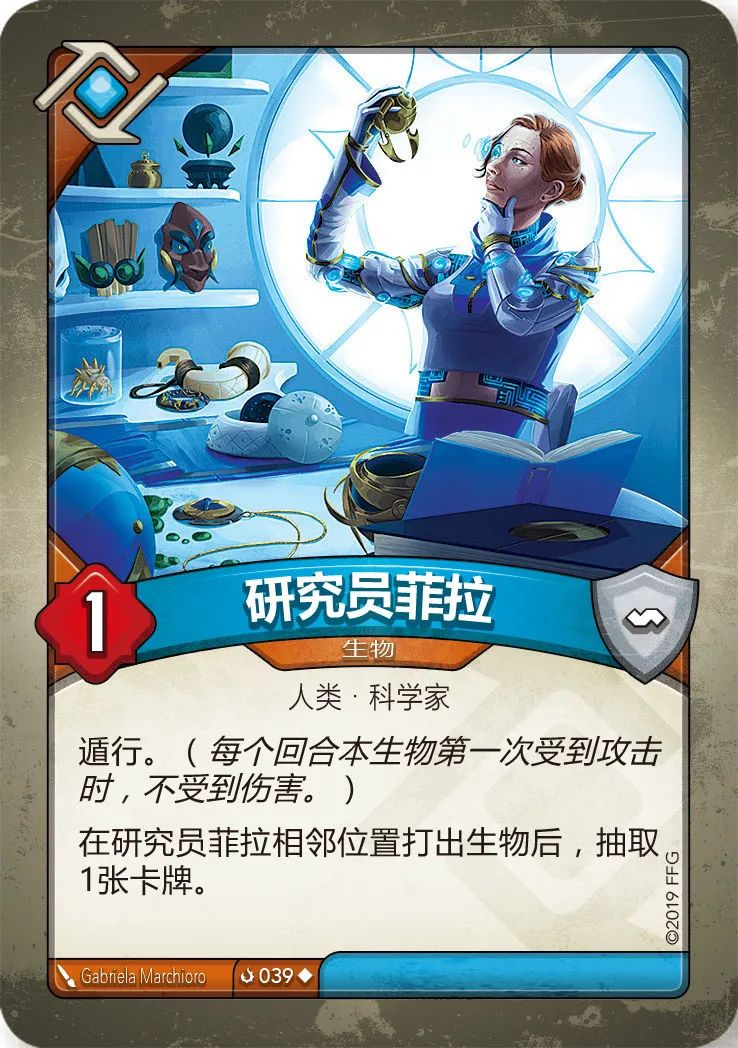 1
研究员菲拉
生物
人类 · 科学家
遁行。（每个回合本生物第一次受到攻击
时，不受到伤害。）
在研究员菲拉相邻位置打出生物后，抽取
1张卡牌。
©2019 FFG
Gabriela Marchioro
039